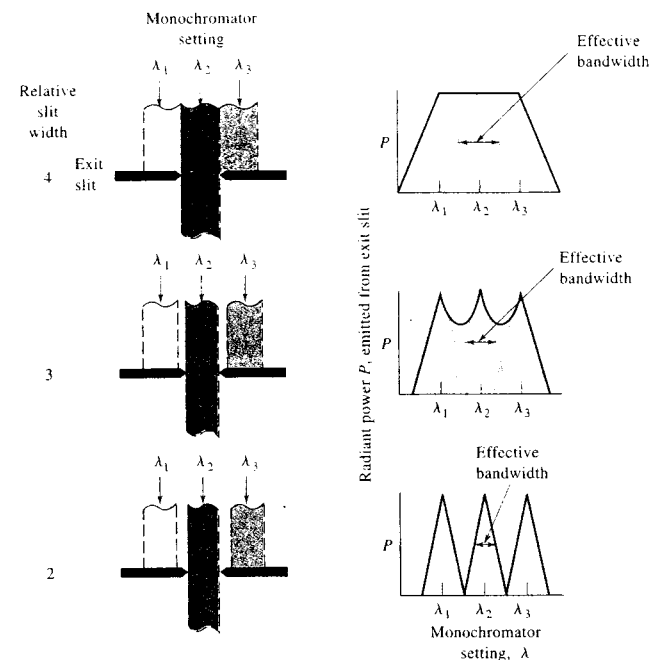 Monochromator
setting
λ1 λ2 λ3
Relative
slit
width
4
Exit
slit
Effective
bandwidth
P
λ1 λ2 λ3
λ1 λ2 λ3
3
Effective
bandwidth
P
λ1 λ2 λ3
λ1 λ2 λ3
2
Effective
bandwidth
P
λ1 λ2 λ3
Monochromator
setting, λ
Radiant power P, emitted from exit slit